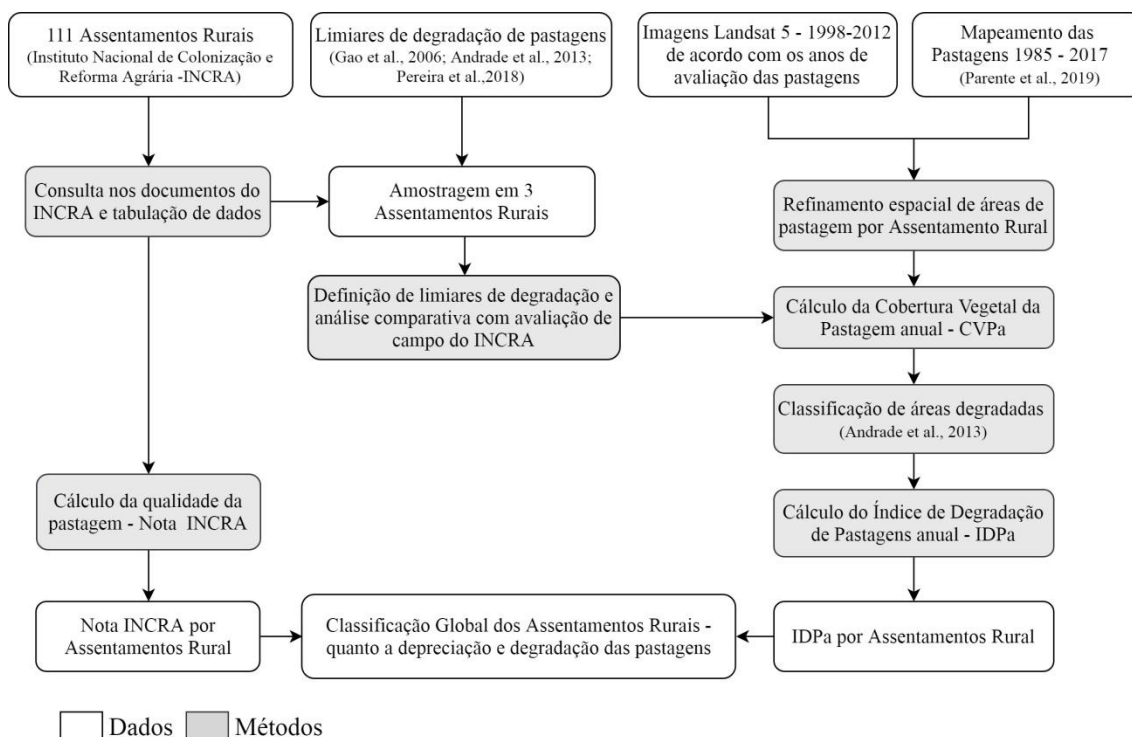 111 Assentamentos Rurais
(Instituto Nacional de Colonização e
Reforma Agrária -INCRA)
Limiares de degradação de pastagens
(Gao et al., 2006; Andrade et al., 2013;
Pereira et al.,2018)
Imagens Landsat 5 - 1998-2012
de acordo com os anos de
avaliação das pastagens
Mapeamento das
Pastagens 1985 - 2017
(Parente et al., 2019)
Consulta nos documentos do
INCRA e tabulação de dados
Amostragem em 3
Assentamentos Rurais
Refinamento espacial de áreas de
pastagem por Assentamento Rural
Definição de limiares de degradação e
análise comparativa com avaliação de
campo do INCRA
Cálculo da Cobertura Vegetal da
Pastagem anual - CVPa
Classificação de áreas degradadas
(Andrade et al., 2013)
Cálculo da qualidade da
pastagem - Nota INCRA
Cálculo do Índice de Degradação
de Pastagens anual - IDPa
Nota INCRA por
Assentamento Rural
Classificação Global dos Assentamentos Rurais -
quanto a depreciação e degradação das pastagens
IDPa por Assentamentos Rural
Dados
Métodos